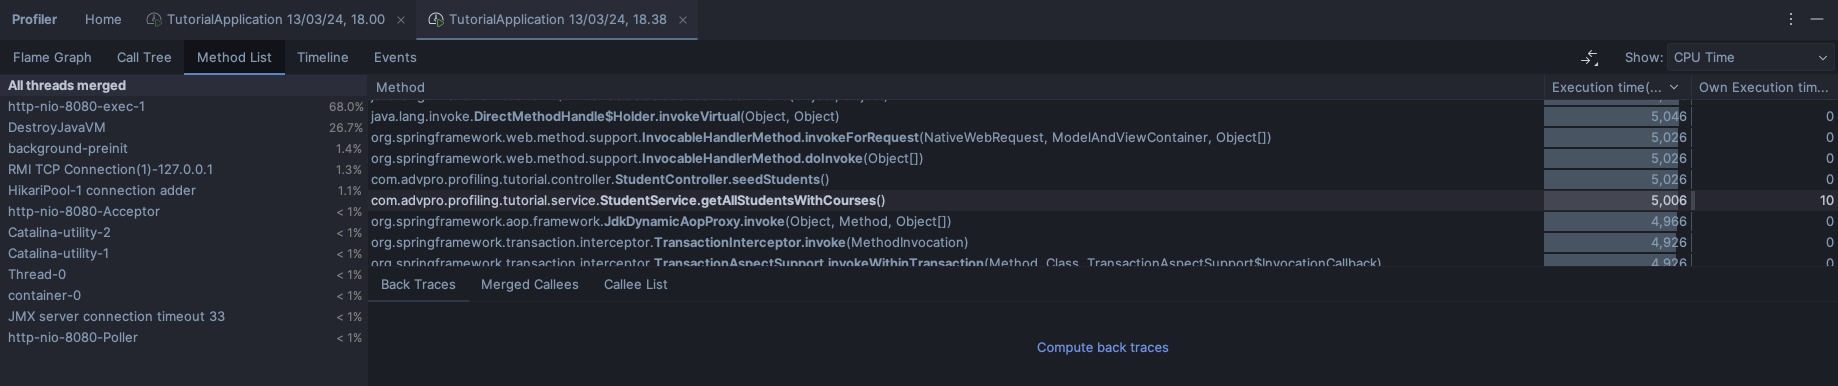 Profiler Home TutorialApplication 13/03/24, 18.00 × TutorialApplication 13/03/24, 18.38 ×
Flame Graph Call Tree Method List Timeline Events Show: CPU Time
All threads merged
http-nio-8080-exec-1 68.0%
DestroyJavaVM 26.7%
background-preinit 1.4%
RMI TCP Connection(1)-127.0.0.1 1.3%
HikariPool-1 connection adder 1.1%
http-nio-8080-Acceptor < 1%
Catalina-utility-2 < 1%
Catalina-utility-1 < 1%
Thread-0 < 1%
container-0 < 1%
JMX server connection timeout 33 < 1%
http-nio-8080-Poller < 1%
Method Execution time(... Own Execution tim...
java.lang.invoke.DirectMethodHandle$Holder.invokeVirtual(Object, Object) 5,046 0
org.springframework.web.method.support.InvocableHandlerMethod.invokeForRequest(NativeWebRequest, ModelAndViewContainer, Object[]) 5,026 0
org.springframework.web.method.support.InvocableHandlerMethod.doInvoke(Object[]) 5,026 0
com.advpro.profiling.tutorial.controller.StudentController.seedStudents() 5,026 0
com.advpro.profiling.tutorial.service.StudentService.getAllStudentsWithCourses() 5,006 10
org.springframework.aop.framework.JdkDynamicAopProxy.invoke(Object, Method, Object[]) 4,966 0
org.springframework.transaction.interceptor.TransactionInterceptor.invoke(MethodInvocation) 4,926 0
org.springframework.transaction.interceptor.TransactionAspectSupport.invokeWithinTransaction(Method, Class, TransactionAspectSupport$InvocationCallback) 4,926 0
Back Traces Merged Callees Callee List
Compute back traces